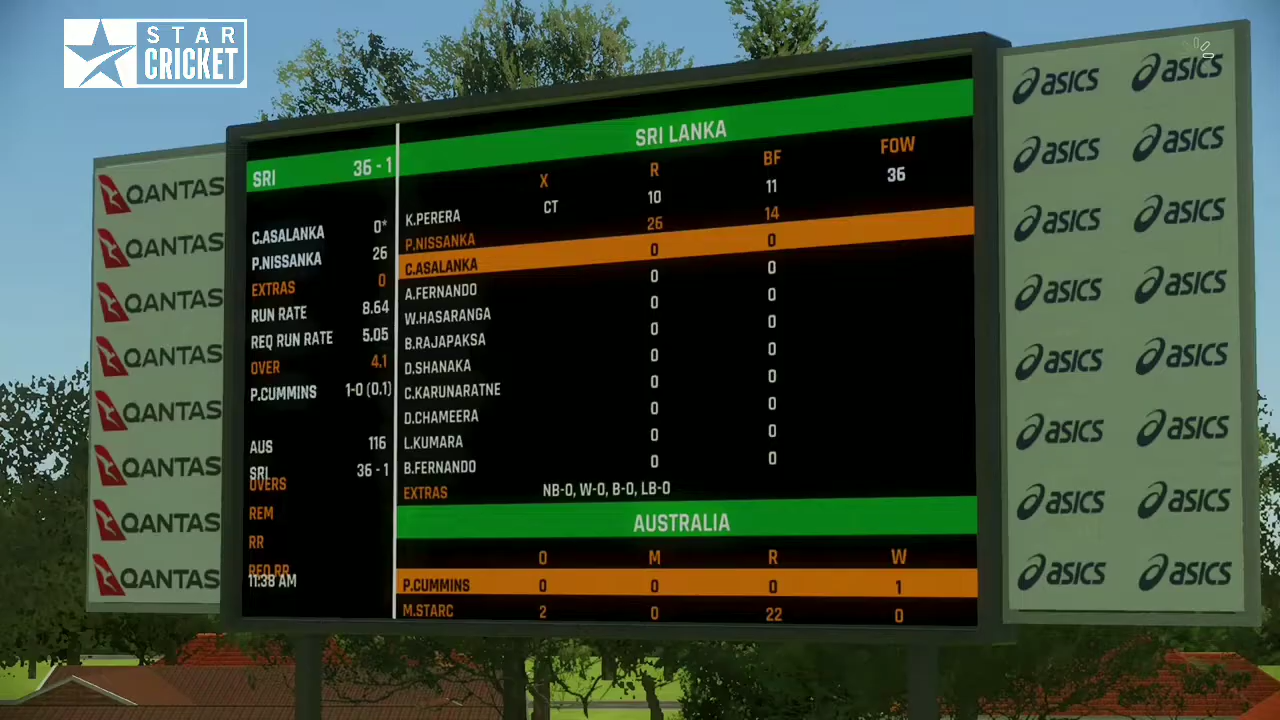 STAR
CRICKET
SRI 36 - 1
C.ASALANKA 0*
P.NISSANKA 26
EXTRAS 0
RUN RATE 8.64
REQ RUN RATE 5.05
OVER 4.1
P.CUMMINS 1-0 (0.1)
AUS 116
SRI 36 - 1
OVERS
REM
RR
REQ RR
11:38 AM
SRI LANKA
X R BF FOW
K.PERERA CT 10 11 36
P.NISSANKA 26 14
C.ASALANKA 0 0
A.FERNANDO 0 0
W.HASARANGA 0 0
B.RAJAPAKSA 0 0
D.SHANAKA 0 0
C.KARUNARATNE 0 0
D.CHAMEERA 0 0
L.KUMARA 0 0
B.FERNANDO 0 0
EXTRAS NB-0, W-0, B-0, LB-0
AUSTRALIA
O M R W
P.CUMMINS 0 0 0 1
M.STARC 2 0 22 0
QANTAS
QANTAS
QANTAS
QANTAS
QANTAS
QANTAS
QANTAS
QANTAS
asics asics
asics asics
asics asics
asics asics
asics asics
asics asics
asics asics
asics asics